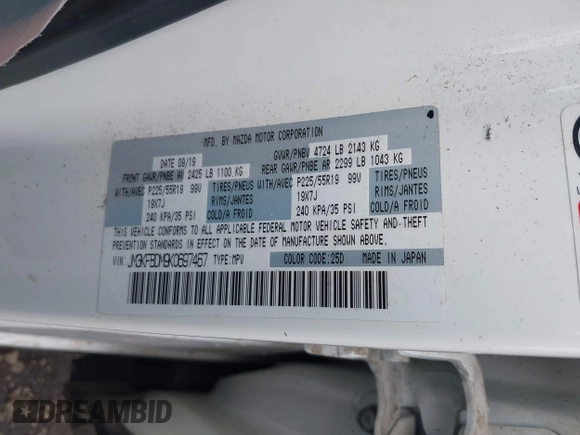 MFD. BY MAZDA MOTOR CORPORATION
DATE 09/19 GVWR/PNBV 4724 LB 2143 KG
FRONT GAWR/PNBE AV 2425 LB 1100 KG REAR GAWR/PNBE AR 2299 LB 1043 KG
WITH/AVEC P225/55R19 99V TIRES/PNEUS WITH/AVEC P225/55R19 99V TIRES/PNEUS
19X7J RIMS/JANTES 19X7J RIMS/JANTES
240 KPA/35 PSI COLD/A FROID 240 KPA/35 PSI COLD/A FROID
THIS VEHICLE CONFORMS TO ALL APPLICABLE FEDERAL MOTOR VEHICLE SAFETY AND THEFT
PREVENTION STANDARDS IN EFFECT ON THE DATE OF MANUFACTURE SHOWN ABOVE.
VIN: JM3KFBDM9K0697467 TYPE:MPV COLOR CODE:25D MADE IN JAPAN
DREAMBID